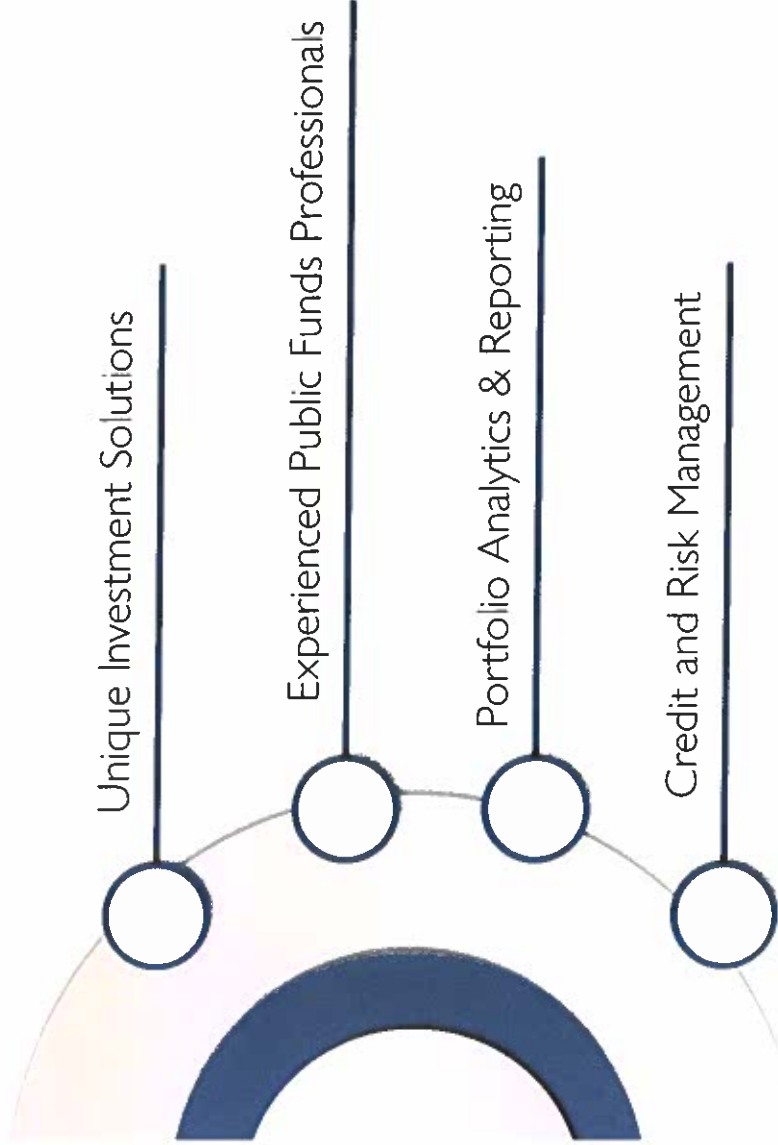 Unique Investment Solutions
Experienced Public Funds Professionals
Portfolio Analytics & Reporting
Credit and Risk Management